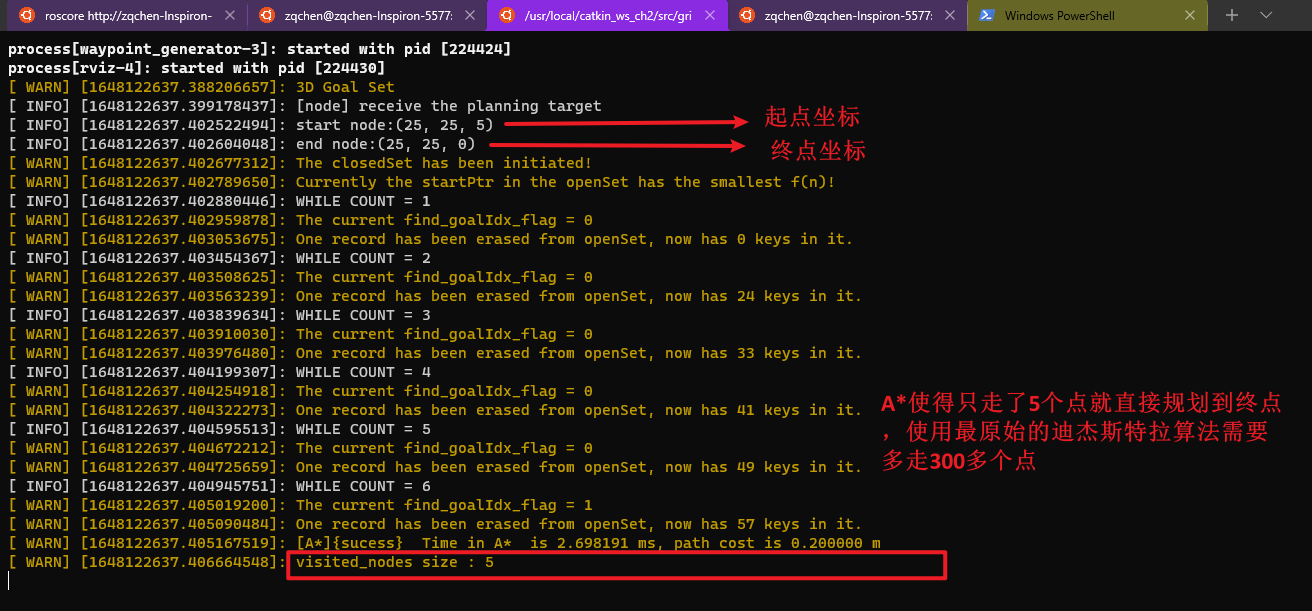 roscore http://zqchen-Inspiron-
zqchen@zqchen-Inspiron-5577:
/usr/local/catkin_ws_ch2/src/gri
zqchen@zqchen-Inspiron-5577:
Windows PowerShell
process[waypoint_generator-3]: started with pid [224424]
process[rviz-4]: started with pid [224430]
[ WARN] [1648122637.388206657]: 3D Goal Set
[ INFO] [1648122637.399178437]: [node] receive the planning target
[ INFO] [1648122637.402522494]: start node:(25, 25, 5)
起点坐标
[ INFO] [1648122637.402604048]: end node:(25, 25, 0)
终点坐标
[ WARN] [1648122637.402677312]: The closedSet has been initiated!
[ WARN] [1648122637.402789650]: Currently the startPtr in the openSet has the smallest f(n)!
[ INFO] [1648122637.402880446]: WHILE COUNT = 1
[ WARN] [1648122637.402959878]: The current find_goalIdx_flag = 0
[ WARN] [1648122637.403053675]: One record has been erased from openSet, now has 0 keys in it.
[ INFO] [1648122637.403454367]: WHILE COUNT = 2
[ WARN] [1648122637.403508625]: The current find_goalIdx_flag = 0
[ WARN] [1648122637.403563239]: One record has been erased from openSet, now has 24 keys in it.
[ INFO] [1648122637.403839634]: WHILE COUNT = 3
[ WARN] [1648122637.403910030]: The current find_goalIdx_flag = 0
[ WARN] [1648122637.403976480]: One record has been erased from openSet, now has 33 keys in it.
[ INFO] [1648122637.404199307]: WHILE COUNT = 4
[ WARN] [1648122637.404254918]: The current find_goalIdx_flag = 0
[ WARN] [1648122637.404322273]: One record has been erased from openSet, now has 41 keys in it.
[ INFO] [1648122637.404595513]: WHILE COUNT = 5
[ WARN] [1648122637.404672212]: The current find_goalIdx_flag = 0
[ WARN] [1648122637.404725659]: One record has been erased from openSet, now has 49 keys in it.
[ INFO] [1648122637.404945751]: WHILE COUNT = 6
[ WARN] [1648122637.405019200]: The current find_goalIdx_flag = 1
[ WARN] [1648122637.405090484]: One record has been erased from openSet, now has 57 keys in it.
[ WARN] [1648122637.405167519]: [A*]{sucess}  Time in A*  is 2.698191 ms, path cost is 0.200000 m
[ WARN] [1648122637.406664548]: visited_nodes size : 5
A*使得只走了5个点就直接规划到终点
，使用最原始的迪杰斯特拉算法需要
多走300多个点